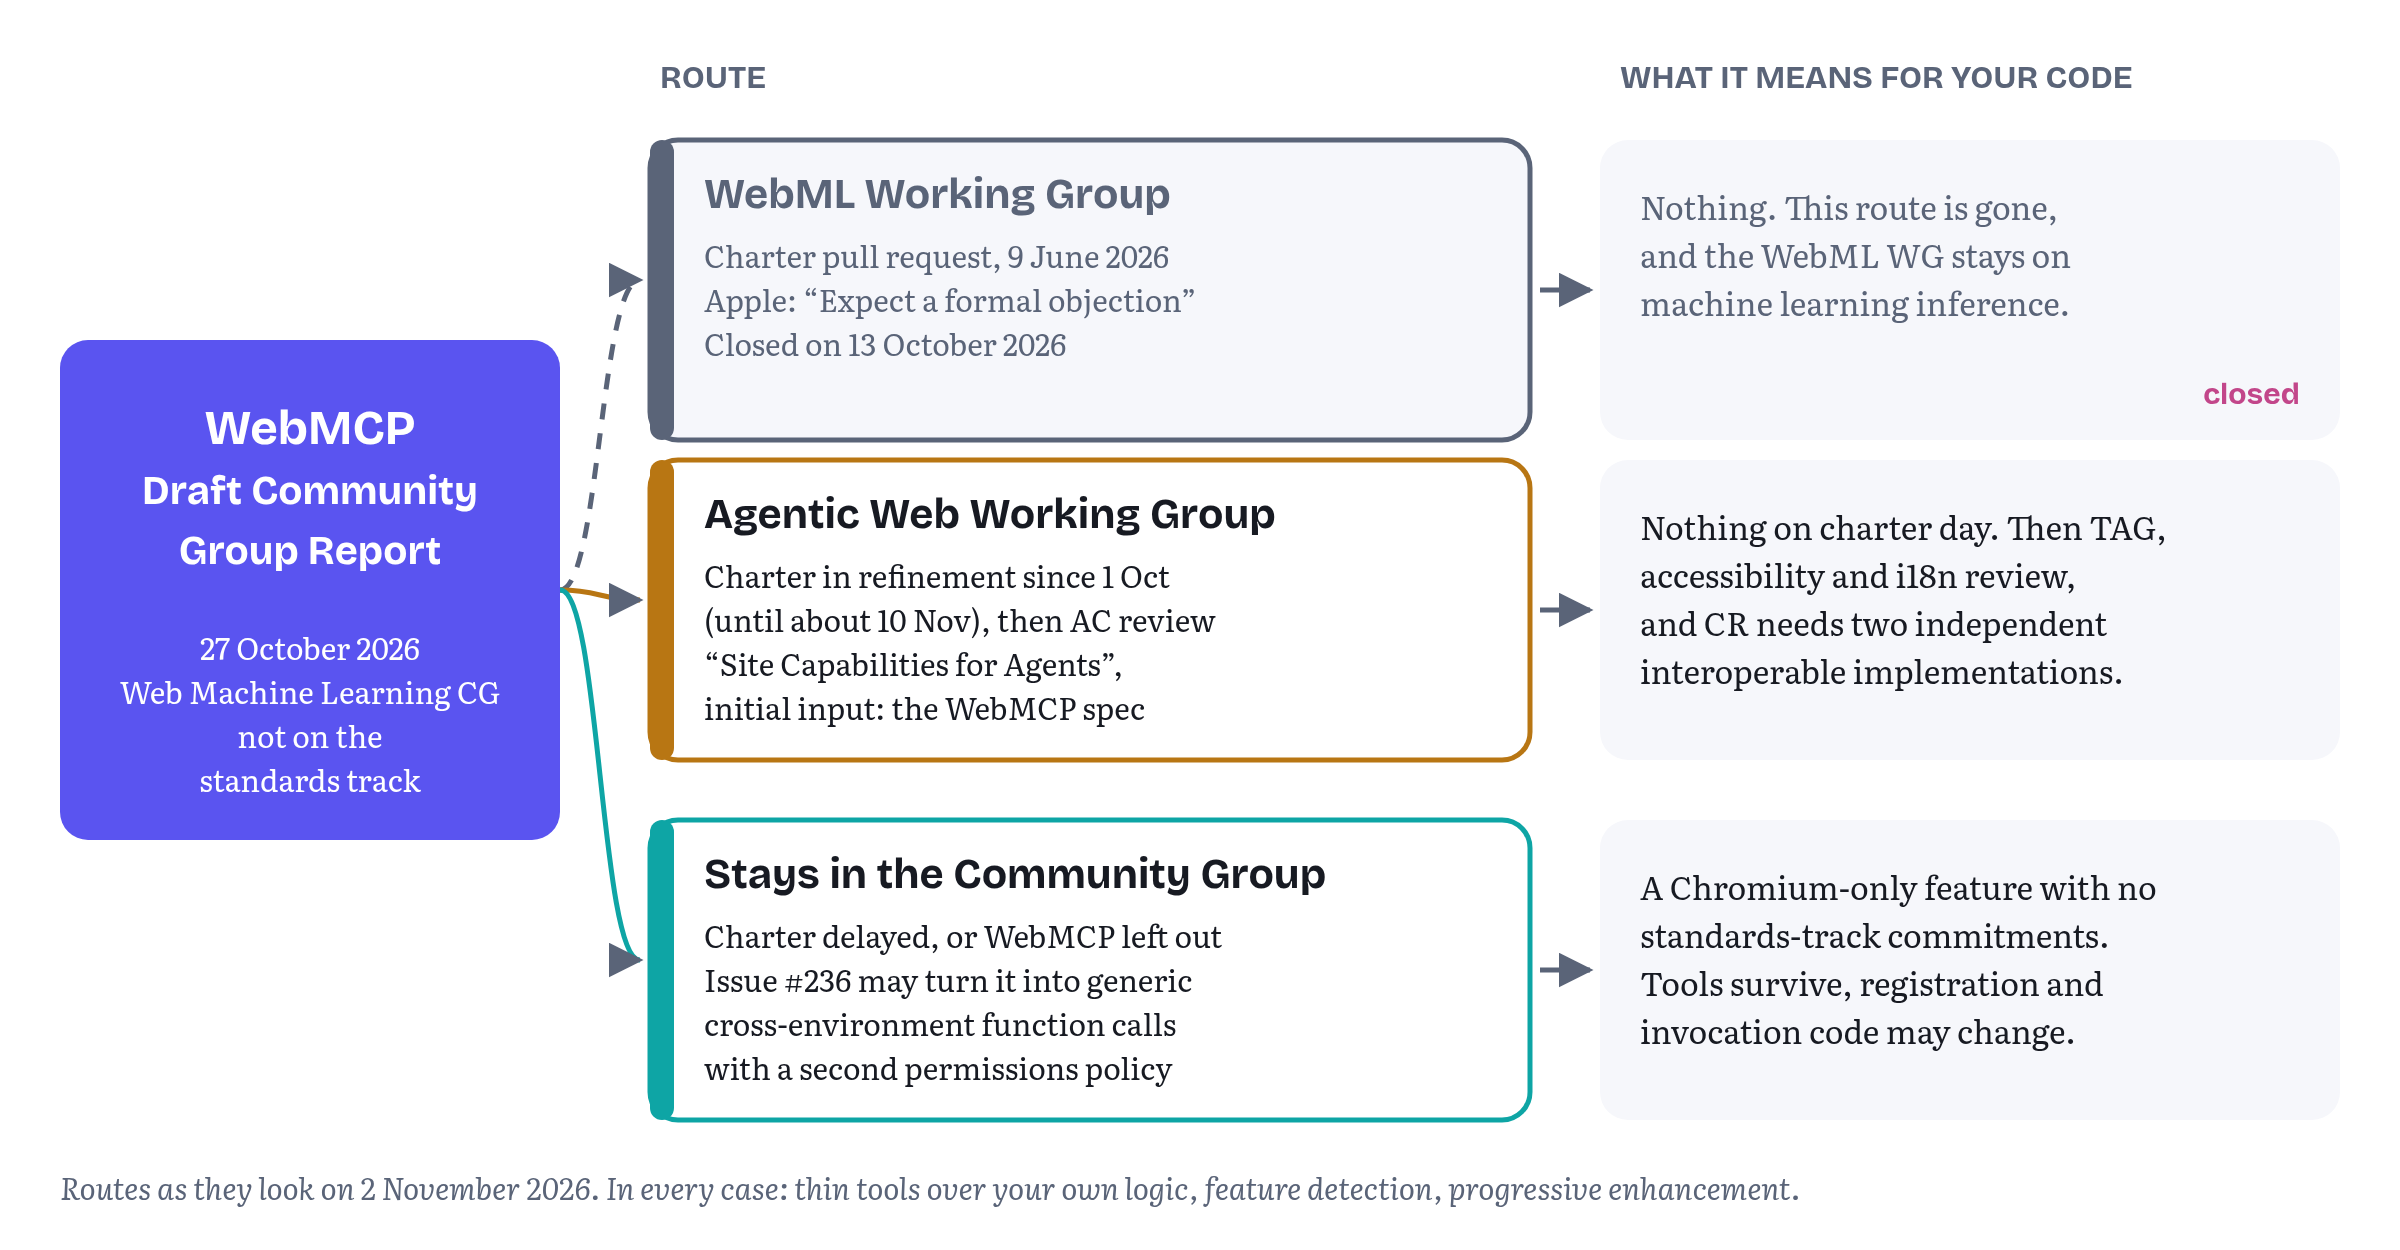 ROUTE
WHAT IT MEANS FOR YOUR CODE
WebMCP
Draft Community
Group Report
27 October 2026
Web Machine Learning CG
not on the
standards track
WebML Working Group
Charter pull request, 9 June 2026
Apple: “Expect a formal objection”
Closed on 13 October 2026
Nothing. This route is gone,
and the WebML WG stays on
machine learning inference.
closed
Agentic Web Working Group
Charter in refinement since 1 Oct
(until about 10 Nov), then AC review
“Site Capabilities for Agents”,
initial input: the WebMCP spec
Nothing on charter day. Then TAG,
accessibility and i18n review,
and CR needs two independent
interoperable implementations.
Stays in the Community Group
Charter delayed, or WebMCP left out
Issue #236 may turn it into generic
cross-environment function calls
with a second permissions policy
A Chromium-only feature with no
standards-track commitments.
Tools survive, registration and
invocation code may change.
Routes as they look on 2 November 2026. In every case: thin tools over your own logic, feature detection, progressive enhancement.